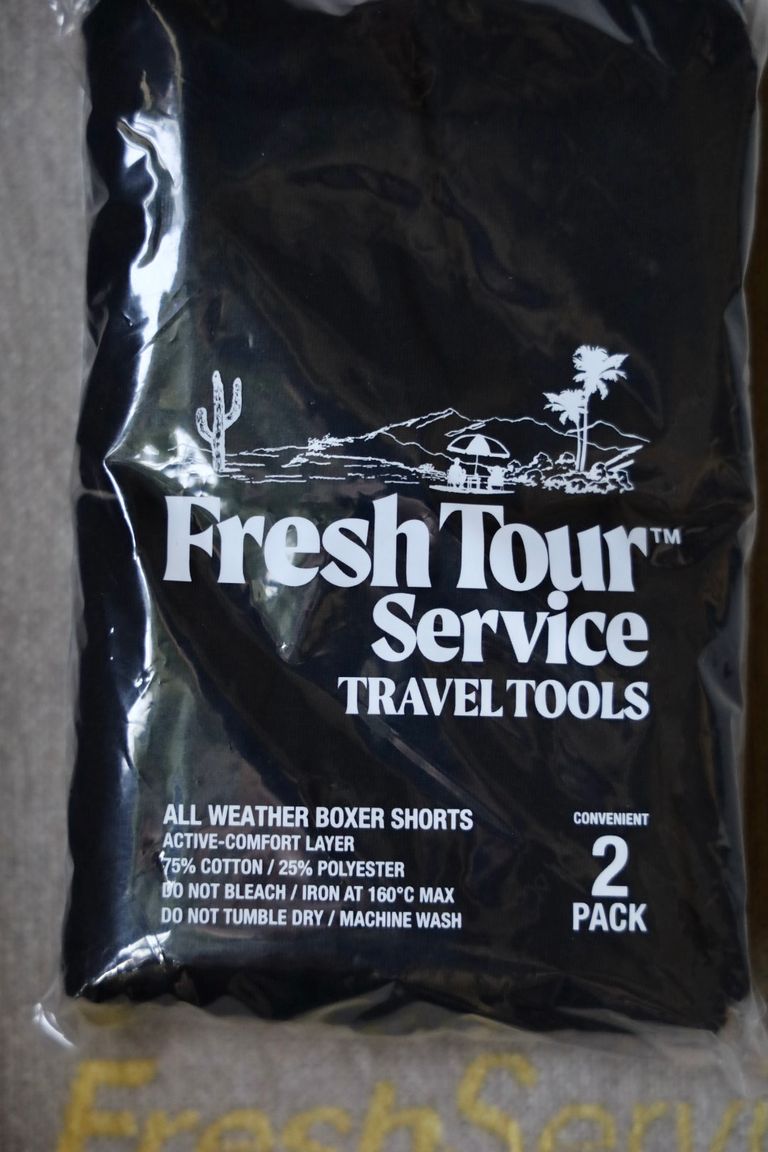 Fresh Tour™
Service
TRAVEL TOOLS
ALL WEATHER BOXER SHORTS
ACTIVE-COMFORT LAYER
75% COTTON / 25% POLYESTER
DO NOT BLEACH / IRON AT 160°C MAX
DO NOT TUMBLE DRY / MACHINE WASH
CONVENIENT
2
PACK
FreshServi